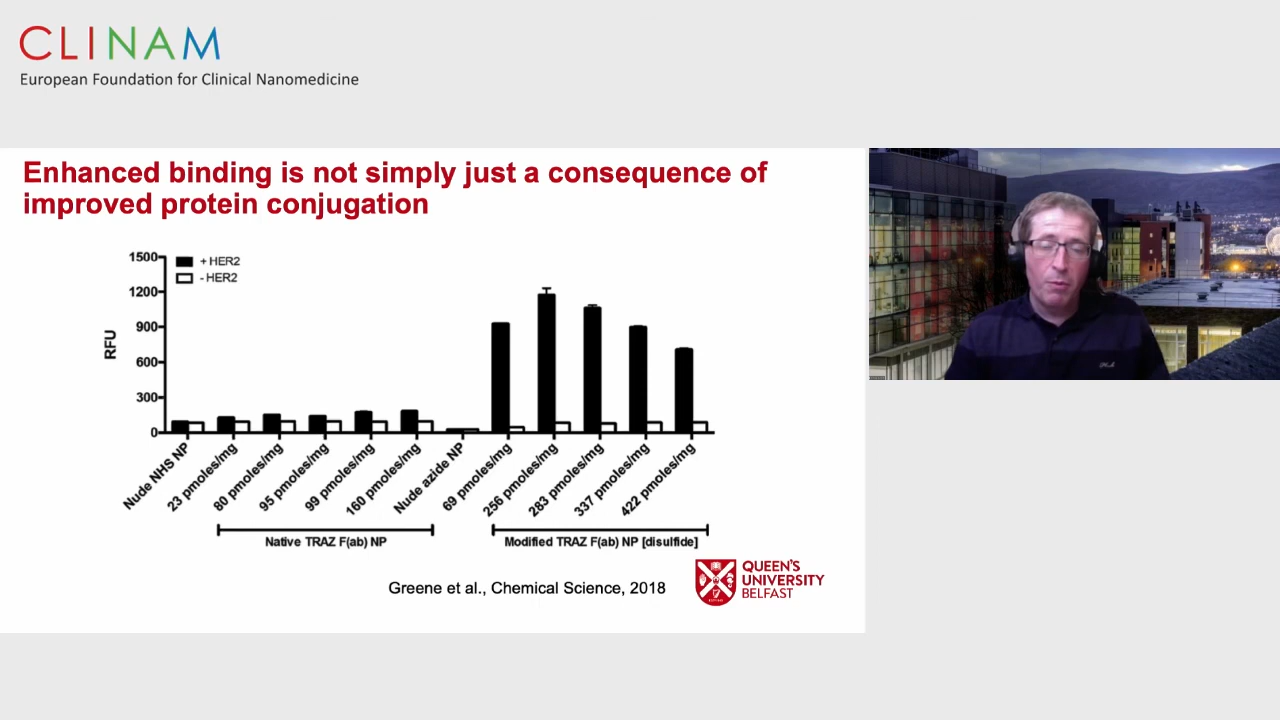 CLINAM
European Foundation for Clinical Nanomedicine
Enhanced binding is not simply just a consequence of
improved protein conjugation
1500
1200
900
600
300
0
RFU
+ HER2
- HER2
Nude NHS NP
23 pmoles/mg
80 pmoles/mg
95 pmoles/mg
99 pmoles/mg
160 pmoles/mg
Nude azide NP
69 pmoles/mg
256 pmoles/mg
283 pmoles/mg
337 pmoles/mg
422 pmoles/mg
Native TRAZ F(ab) NP
Modified TRAZ F(ab) NP [disulfide]
Greene et al., Chemical Science, 2018
QUEEN'S
UNIVERSITY
BELFAST